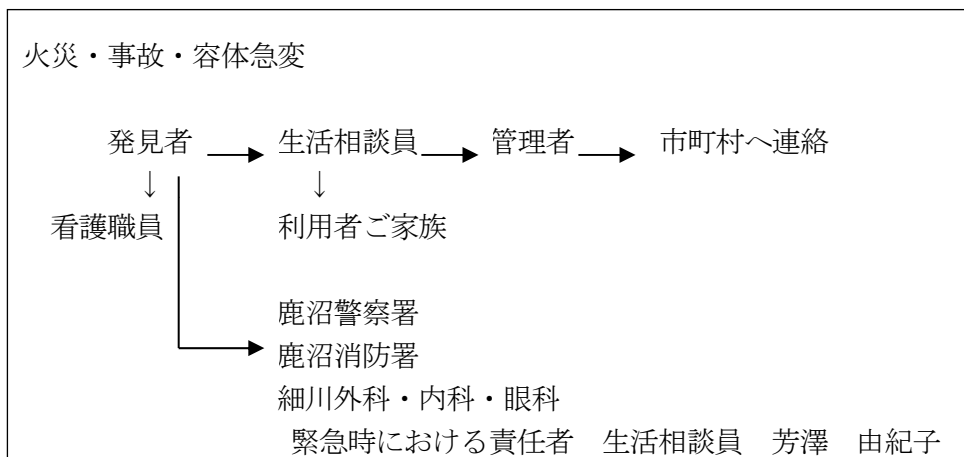 火災・事故・容体急変
発見者 → 生活相談員 → 管理者 → 市町村へ連絡
↓ ↓
看護職員 利用者ご家族
鹿沼警察署
鹿沼消防署
細川外科・内科・眼科
緊急時における責任者 生活相談員 芳澤 由紀子